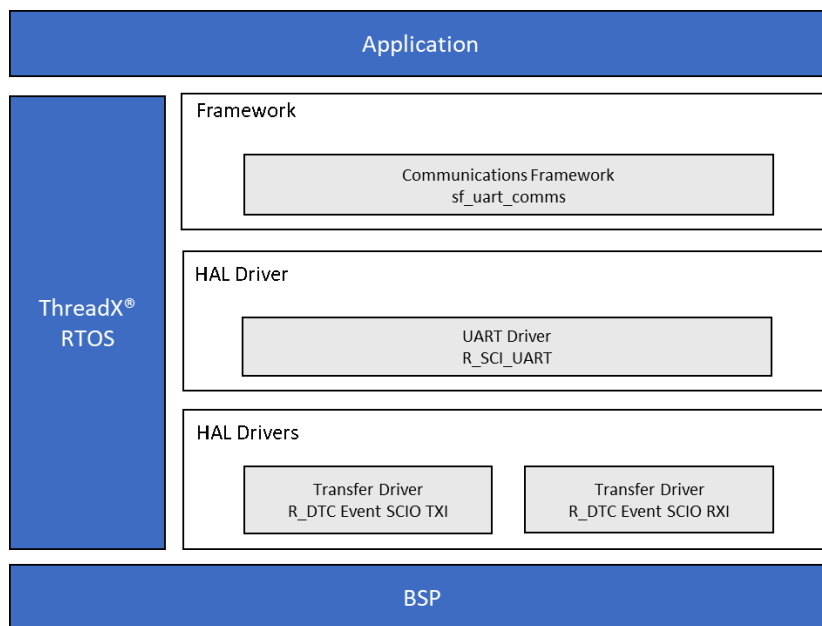 Application
ThreadX®
RTOS
Framework
Communications Framework
sf_uart_comms
HAL Driver
UART Driver
R_SCI_UART
HAL Drivers
Transfer Driver
R_DTC Event SCIO TXI
Transfer Driver
R_DTC Event SCIO RXI
BSP